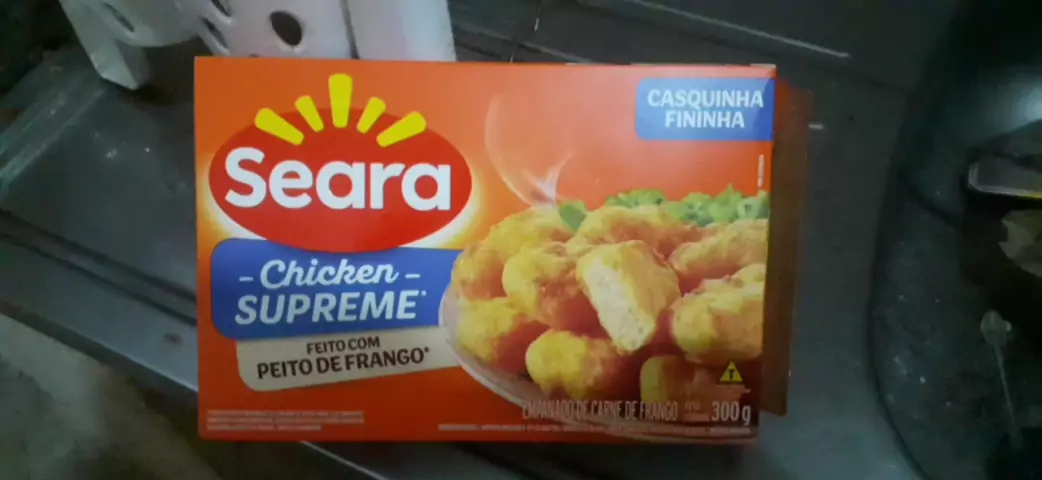 CASQUINHA
FININHA
Seara
- Chicken -
SUPREME*
FEITO COM
PEITO DE FRANGO*
T
EMPANADO DE CARNE DE FRANGO
300g